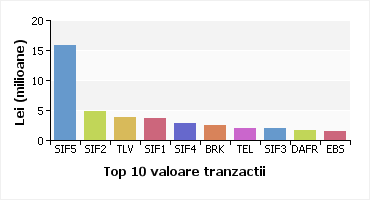 Lei (milioane)
20
15
10
5
0
SIF5 SIF2 TLV SIF1 SIF4 BRK TEL SIF3 DAFR EBS
Top 10 valoare tranzactii